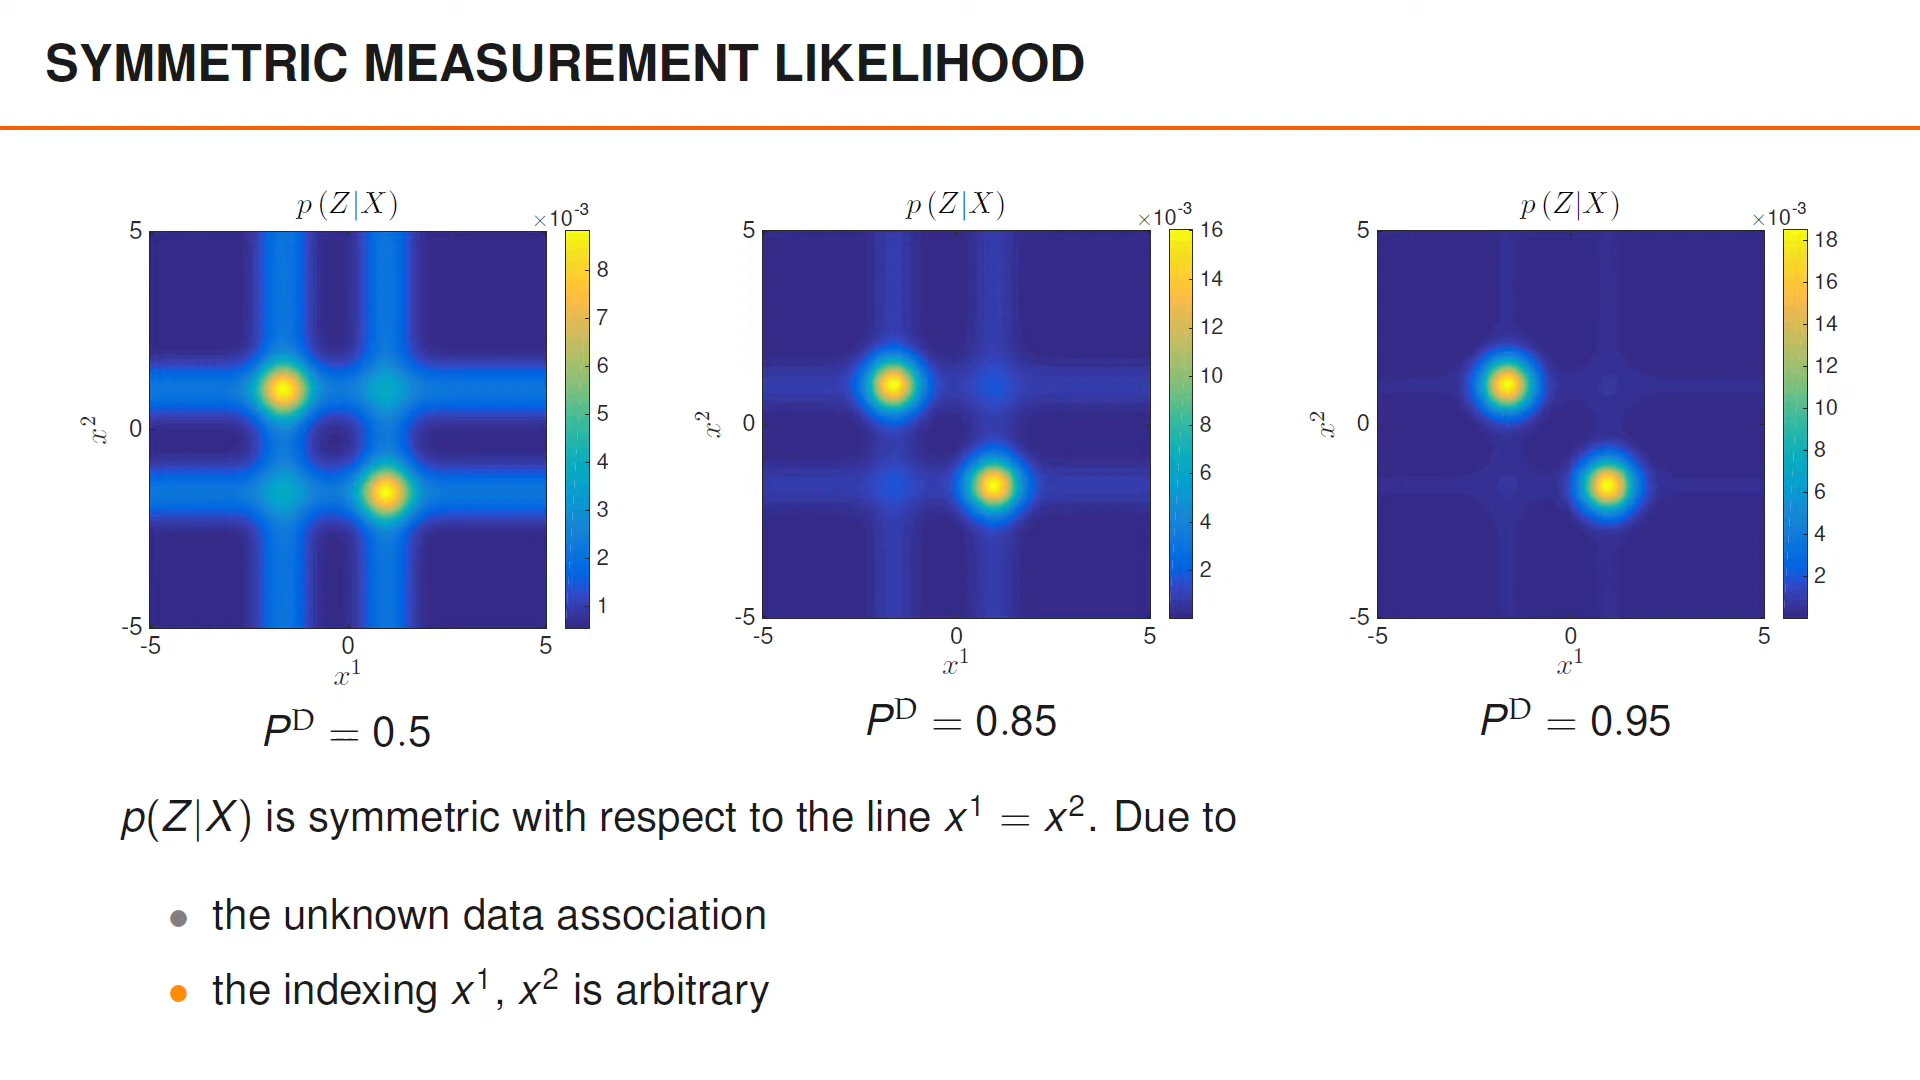 SYMMETRIC MEASUREMENT LIKELIHOOD
p (Z|X)
×10⁻³
5
0
-5
-5 0 5
x²
x¹
8
7
6
5
4
3
2
1
Pᴰ = 0.5
p (Z|X)
×10⁻³
5
0
-5
-5 0 5
x²
x¹
16
14
12
10
8
6
4
2
Pᴰ = 0.85
p (Z|X)
×10⁻³
5
0
-5
-5 0 5
x²
x¹
18
16
14
12
10
8
6
4
2
Pᴰ = 0.95
p(Z|X) is symmetric with respect to the line x¹ = x². Due to
• the unknown data association
• the indexing x¹, x² is arbitrary